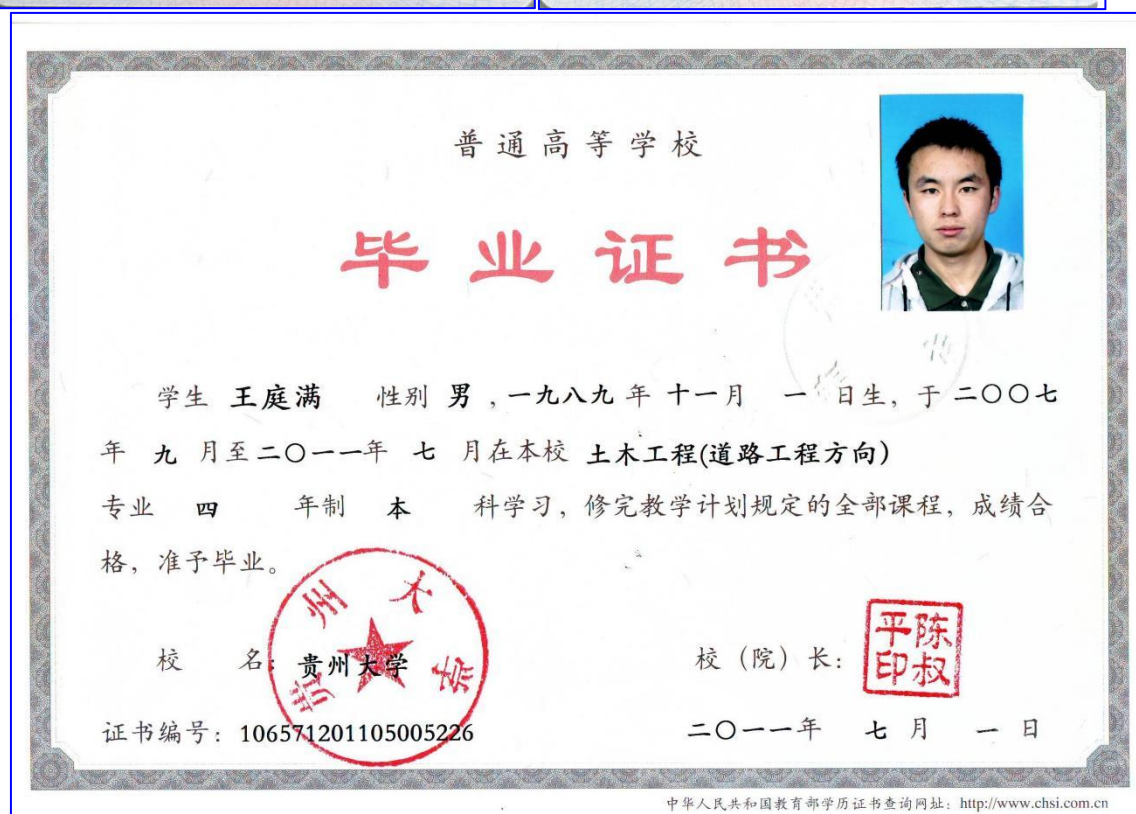 普通高等学校
毕业证书
学生 王庭满 性别 男 ,一九八九 年 十一月 一 日生, 于 二〇〇七
年 九 月至二〇一一年 七 月在本校 土木工程(道路工程方向)
专业 四 年制 本 科学习, 修完教学计划规定的全部课程, 成绩合
格, 准予毕业。
贵州大学
校 名: 贵州大学
校 (院) 长:
陈叔平印
证书编号: 106571201105005226
二〇一一年 七 月 一 日
中华人民共和国教育部学历证书查询网址: http://www.chsi.com.cn